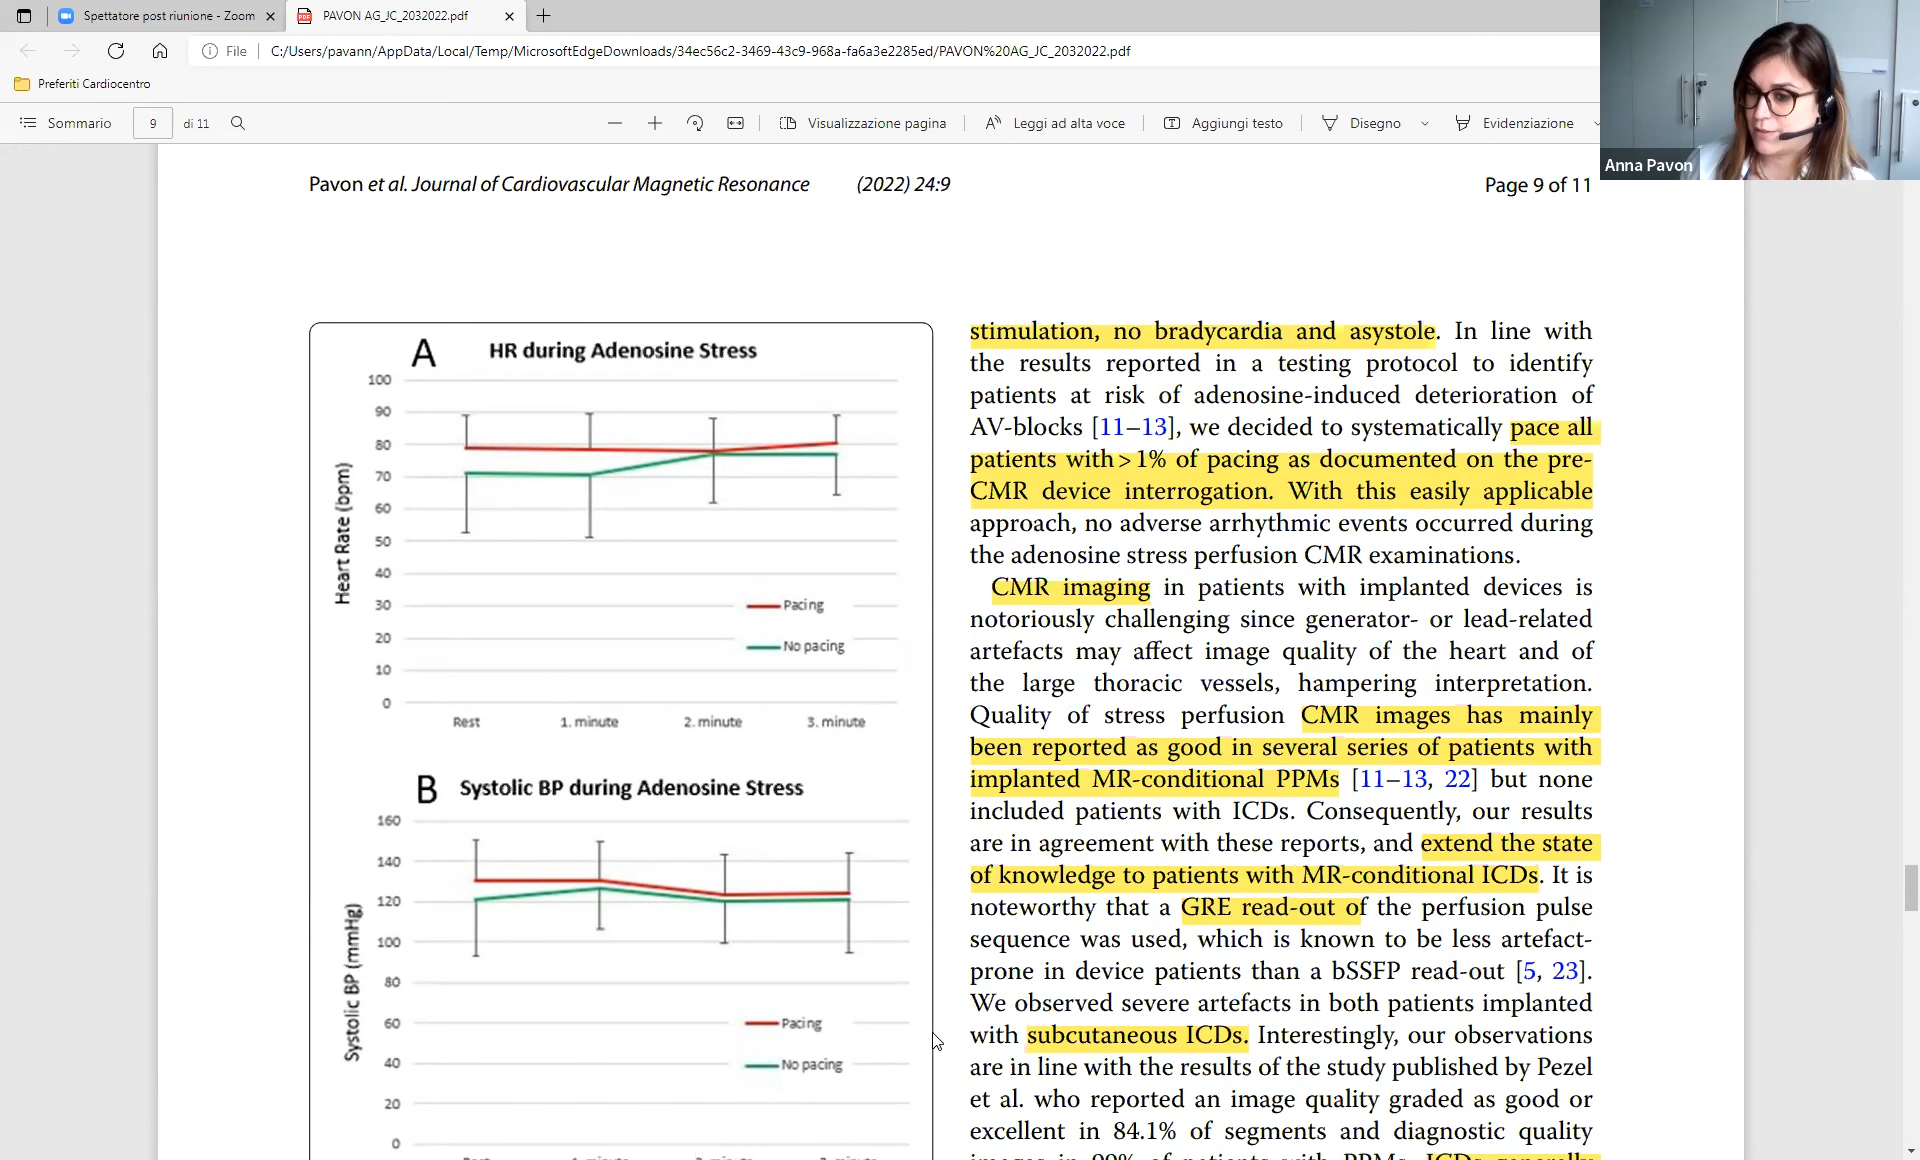 Spettatore post riunione - Zoom
PAVON AG_JC_2032022.pdf
File
C:/Users/pavann/AppData/Local/Temp/MicrosoftEdgeDownloads/34ec56c2-3469-43c9-968a-fa6a3e2285ed/PAVON%20AG_JC_2032022.pdf
Preferiti Cardiocentro
Sommario
9
di 11
Visualizzazione pagina
Leggi ad alta voce
Aggiungi testo
Disegno
Evidenziazione
Anna Pavon
Pavon et al. Journal of Cardiovascular Magnetic Resonance (2022) 24:9
Page 9 of 11
A
HR during Adenosine Stress
Heart Rate (bpm)
100
90
80
70
60
50
40
30
20
10
0
Pacing
No pacing
Rest
1. minute
2. minute
3. minute
B
Systolic BP during Adenosine Stress
Systolic BP (mmHg)
160
140
120
100
80
60
40
20
0
Pacing
No pacing
stimulation, no bradycardia and asystole. In line with
the results reported in a testing protocol to identify
patients at risk of adenosine-induced deterioration of
AV-blocks [11–13], we decided to systematically pace all
patients with > 1% of pacing as documented on the pre-
CMR device interrogation. With this easily applicable
approach, no adverse arrhythmic events occurred during
the adenosine stress perfusion CMR examinations.
CMR imaging in patients with implanted devices is
notoriously challenging since generator- or lead-related
artefacts may affect image quality of the heart and of
the large thoracic vessels, hampering interpretation.
Quality of stress perfusion CMR images has mainly
been reported as good in several series of patients with
implanted MR-conditional PPMs [11–13, 22] but none
included patients with ICDs. Consequently, our results
are in agreement with these reports, and extend the state
of knowledge to patients with MR-conditional ICDs. It is
noteworthy that a GRE read-out of the perfusion pulse
sequence was used, which is known to be less artefact-
prone in device patients than a bSSFP read-out [5, 23].
We observed severe artefacts in both patients implanted
with subcutaneous ICDs. Interestingly, our observations
are in line with the results of the study published by Pezel
et al. who reported an image quality graded as good or
excellent in 84.1% of segments and diagnostic quality